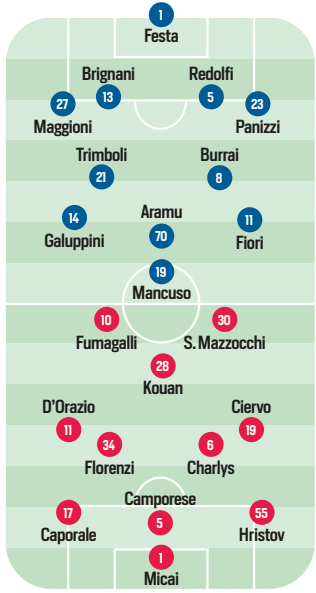 1
Festa
Brignani Redolfi
13 5
27 23
Maggioni Panizzi
Trimboli Burrai
21 8
14 Aramu 11
Galuppini 70 Fiori
19
Mancuso
10 30
Fumagalli S. Mazzocchi
28
Kouan
D'Orazio Ciervo
11 19
34 6
Florenzi Charlys
Camporese
17 5 55
Caporale Hristov
1
Micai